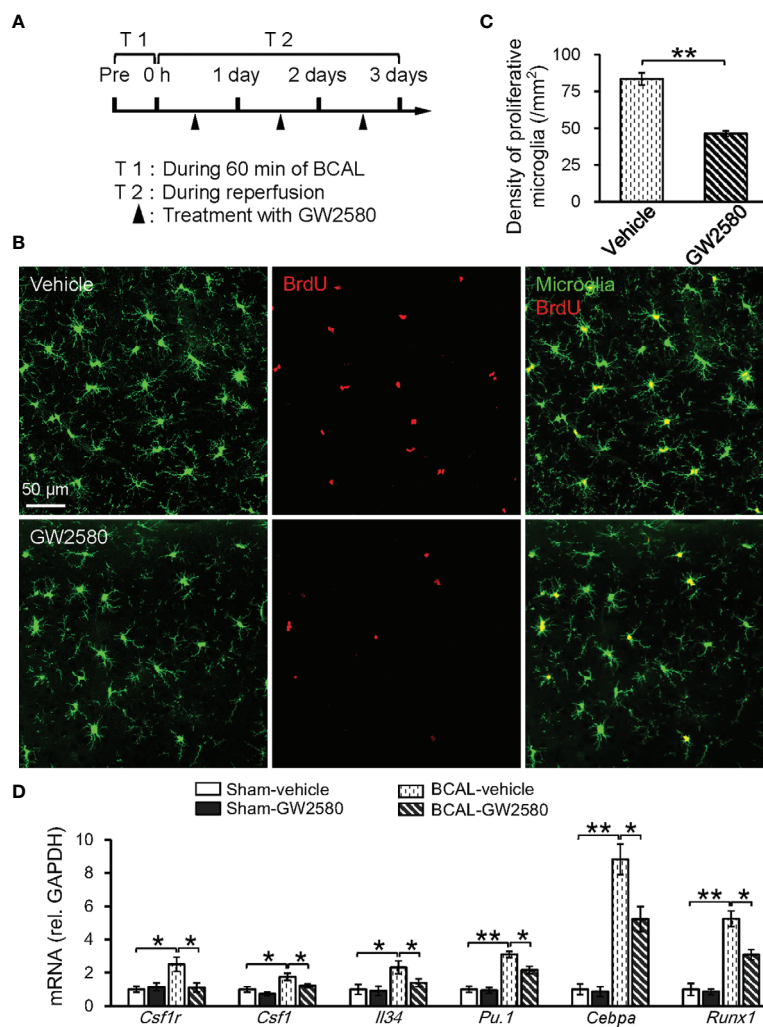 A
T 1
T 2
Pre 0 h 1 day 2 days 3 days
T 1 : During 60 min of BCAL
T 2 : During reperfusion
▲ : Treatment with GW2580
C
**
Density of proliferative
microglia (/mm²)
100
75
50
25
0
Vehicle
GW2580
B
Vehicle
BrdU
Microglia
BrdU
50 µm
GW2580
D
Sham-vehicle
BCAL-vehicle
Sham-GW2580
BCAL-GW2580
mRNA (rel. GAPDH)
10
8
6
4
2
0
* *
* *
* *
** *
** *
** *
Csf1r Csf1 Il34 Pu.1 Cebpa Runx1